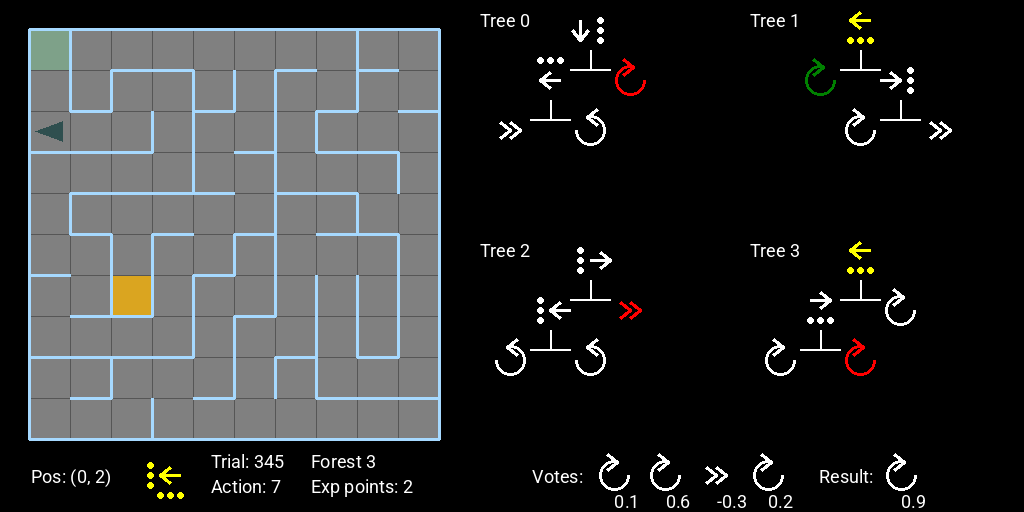 Tree 0
Tree 1
Tree 2
Tree 3
Pos: (0, 2)
Trial: 345
Forest 3
Action: 7
Exp points: 2
Votes:
0.1
0.6
-0.3
0.2
Result:
0.9